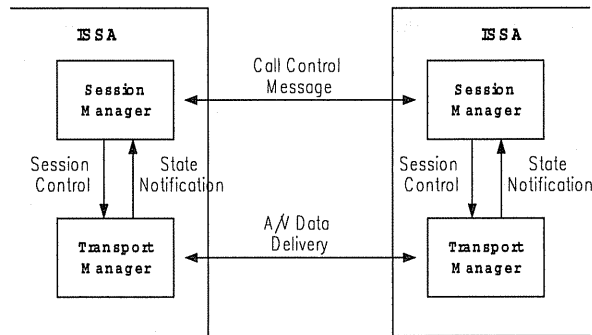 ISSA
ISSA
Session
Manager
Call Control
Message
Session
Manager
Session
Control
State
Notification
Session
Control
State
Notification
Transport
Manager
A/V Data
Delivery
Transport
Manager